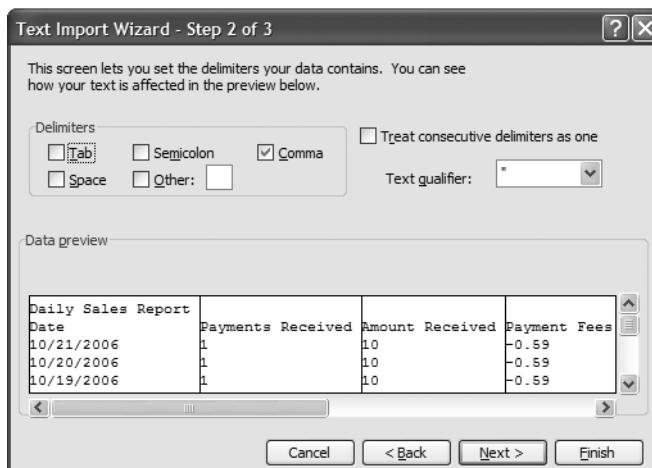 Text Import Wizard - Step 2 of 3
This screen lets you set the delimiters your data contains. You can see
how your text is affected in the preview below.
Delimiters
Tab Semicolon Comma
Space Other:
Treat consecutive delimiters as one
Text qualifier: "
Data preview
Daily Sales Report
Date Payments Received Amount Received Payment Fees
10/21/2006 1 10 -0.59
10/20/2006 1 10 -0.59
10/19/2006 1 10 -0.59
Cancel < Back Next > Finish